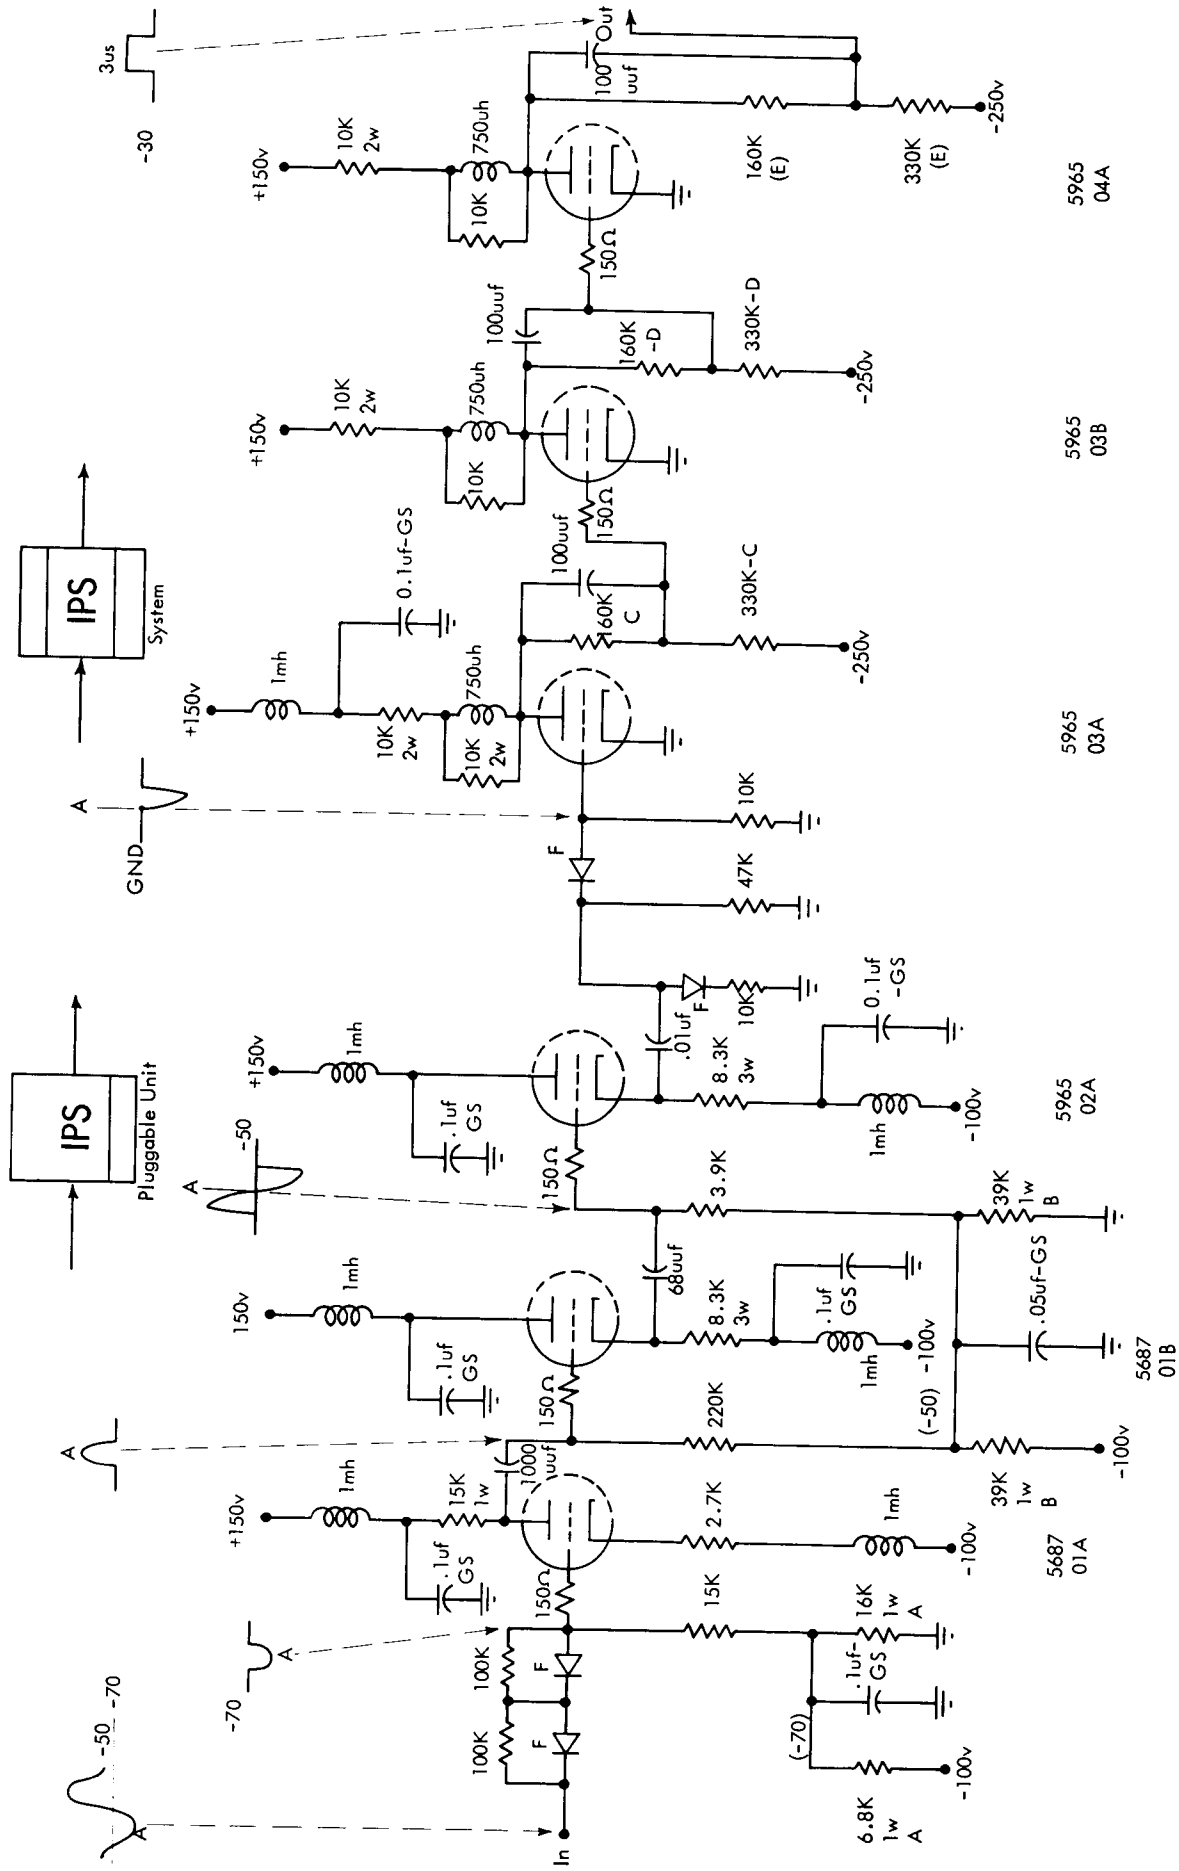 -50
-70
A
In
100K
100K
F
F
-70
A
150Ω
15K
(-70)
6.8K
1w
A
-100v
.1uf-
GS
16K
1w
A
+150v
1mh
.1uf
GS
15K
1w
1000
uuf
2.7K
1mh
-100v
5687
01A
A
150Ω
220K
(-50)
39K
1w
B
-100v
150v
1mh
.1uf
GS
68uuf
8.3K
3w
.1uf
GS
1mh
-100v
.05uf-GS
5687
01B
IPS
Pluggable Unit
A
-50
150Ω
3.9K
39K
1w
B
+150v
1mh
.1uf
GS
.01uf
8.3K
3w
F
10K
0.1uf
-GS
1mh
-100v
5965
02A
GND
A
F
47K
10K
IPS
System
+150v
1mh
0.1uf-GS
10K
2w
10K
2w
750uh
160K
C
100uuf
330K-C
-250v
5965
03A
150Ω
+150v
10K
2w
10K
750uh
100uuf
160K
-D
330K-D
-250v
5965
03B
150Ω
-30
3us
+150v
10K
2w
10K
750uh
100
uuf
Out
160K
(E)
330K
(E)
-250v
5965
04A